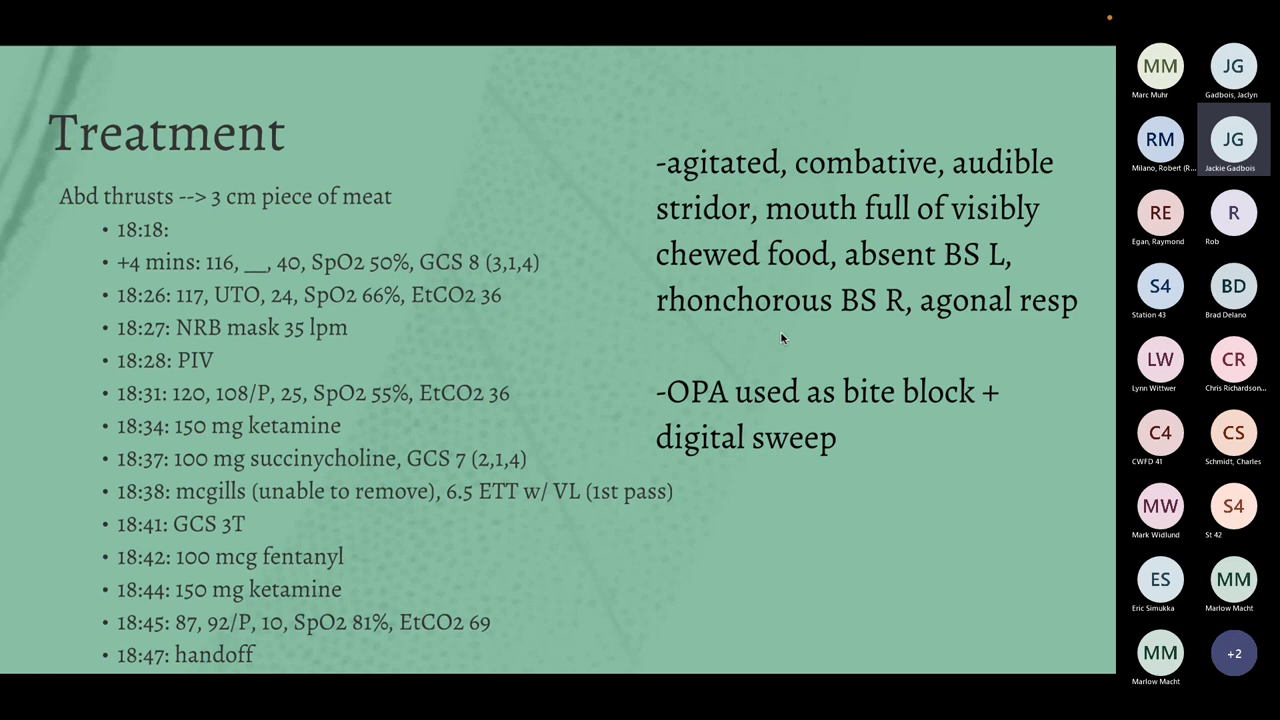 Treatment
Abd thrusts --> 3 cm piece of meat
• 18:18:
• +4 mins: 116, __, 40, SpO2 50%, GCS 8 (3,1,4)
• 18:26: 117, UTO, 24, SpO2 66%, EtCO2 36
• 18:27: NRB mask 35 lpm
• 18:28: PIV
• 18:31: 120, 108/P, 25, SpO2 55%, EtCO2 36
• 18:34: 150 mg ketamine
• 18:37: 100 mg succinycholine, GCS 7 (2,1,4)
• 18:38: mcgills (unable to remove), 6.5 ETT w/ VL (1st pass)
• 18:41: GCS 3T
• 18:42: 100 mcg fentanyl
• 18:44: 150 mg ketamine
• 18:45: 87, 92/P, 10, SpO2 81%, EtCO2 69
• 18:47: handoff
-agitated, combative, audible
stridor, mouth full of visibly
chewed food, absent BS L,
rhonchorous BS R, agonal resp
-OPA used as bite block +
digital sweep
MM
Marc Muhr
JG
Gadbois, Jaclyn
RM
Milano, Robert (R...
JG
Jackie Gadbois
RE
Egan, Raymond
R
Rob
S4
Station 43
BD
Brad Delano
LW
Lynn Wittwer
CR
Chris Richardson...
C4
CWFD 41
CS
Schmidt, Charles
MW
Mark Widlund
S4
St 42
ES
Eric Simukka
MM
Marlow Macht
MM
Marlow Macht
+2